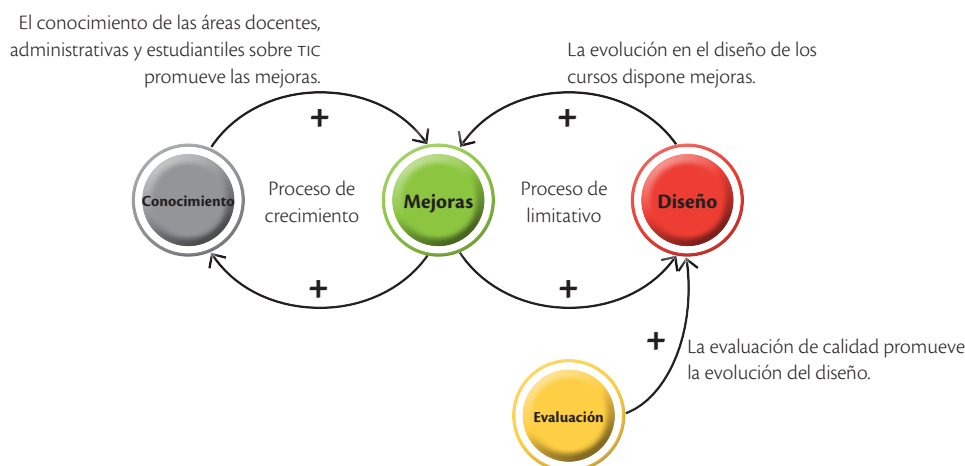 El conocimiento de las áreas docentes,
administrativas y estudiantiles sobre TIC
promueve las mejoras.
La evolución en el diseño de los
cursos dispone mejoras.
+
+
Conocimiento
Proceso de
crecimiento
Mejoras
Proceso de
limitativo
Diseño
+
+
+
La evaluación de calidad promueve
la evolución del diseño.
Evaluación